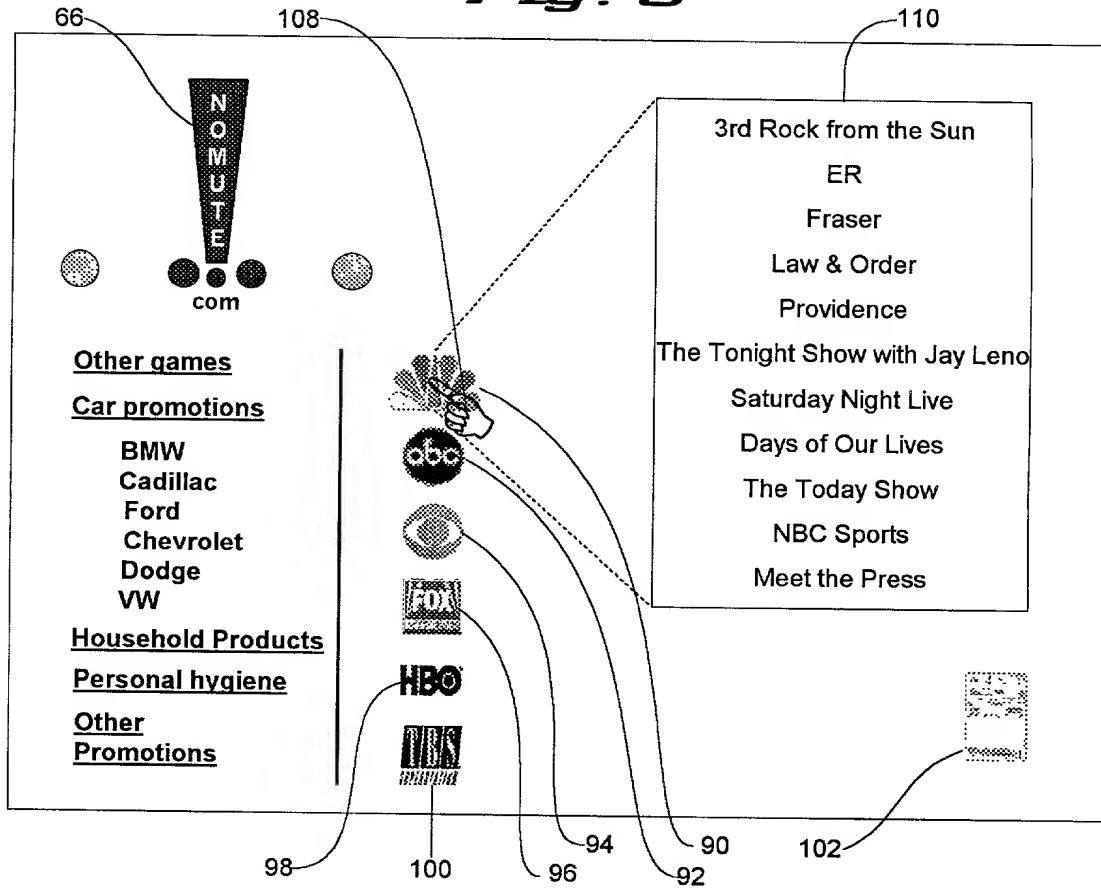 66
108
110
NOMUTE
com
Other games
Car promotions
BMW
Cadillac
Ford
Chevrolet
Dodge
VW
Household Products
Personal hygiene
Other
Promotions
abc
FOX
HBO
TBS
3rd Rock from the Sun
ER
Fraser
Law & Order
Providence
The Tonight Show with Jay Leno
Saturday Night Live
Days of Our Lives
The Today Show
NBC Sports
Meet the Press
98
100
94
96
90
92
102